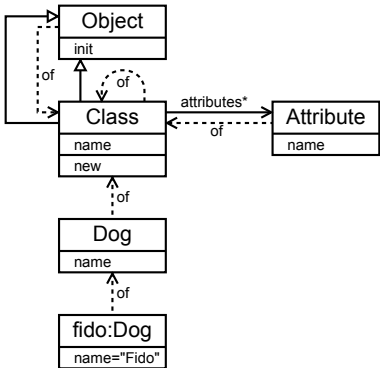 Object
init
of
of
Class
attributes*
of
Attribute
name
name
new
of
Dog
name
of
fido:Dog
name="Fido"